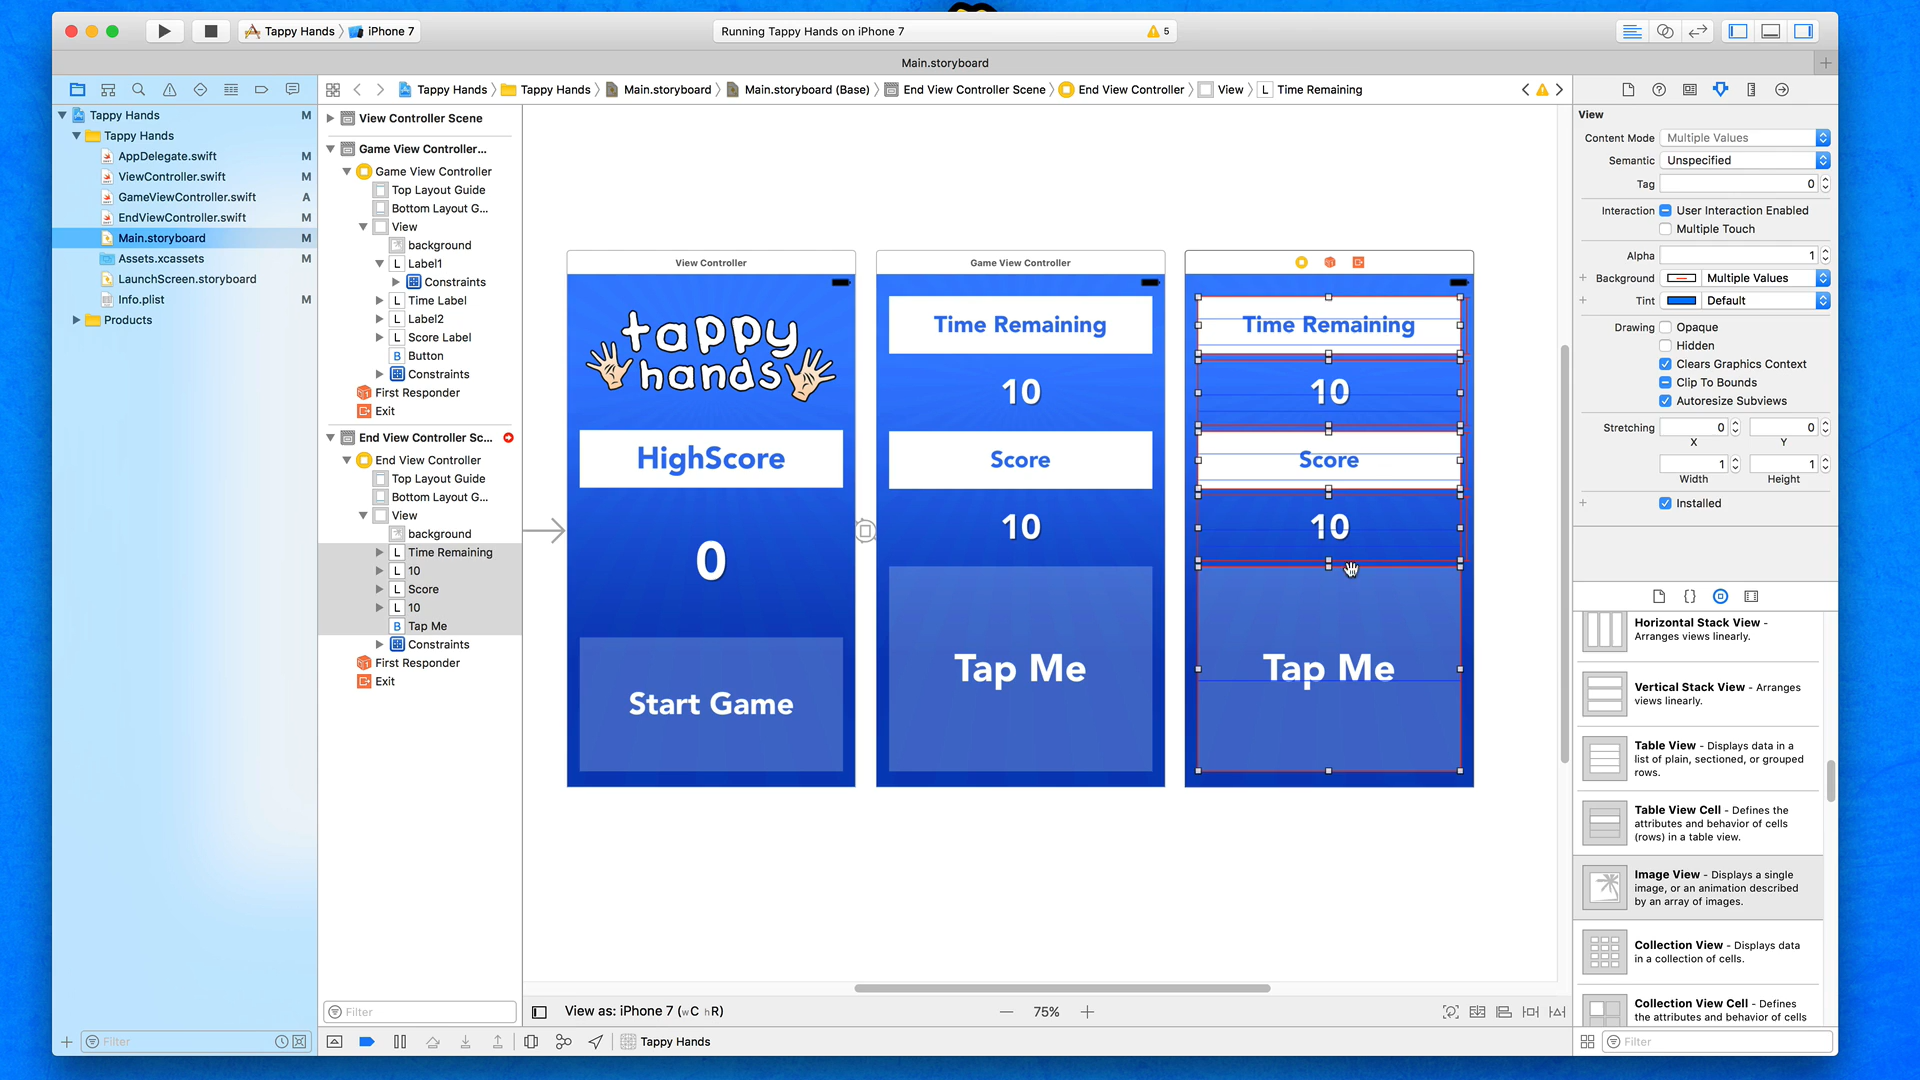 Tappy Hands
iPhone 7
Running Tappy Hands on iPhone 7
5
Main.storyboard
Tappy Hands
Tappy Hands
Main.storyboard
Main.storyboard (Base)
End View Controller Scene
End View Controller
View
L
Time Remaining
Tappy Hands M
Tappy Hands
AppDelegate.swift M
ViewController.swift M
GameViewController.swift A
EndViewController.swift M
Main.storyboard M
Assets.xcassets M
LaunchScreen.storyboard
Info.plist M
Products
Filter
View Controller Scene
Game View Controller...
Game View Controller
Top Layout Guide
Bottom Layout G...
View
background
L Label1
Constraints
L Time Label
L Label2
L Score Label
B Button
Constraints
First Responder
Exit
End View Controller Sc...
End View Controller
Top Layout Guide
Bottom Layout G...
View
background
L Time Remaining
L 10
L Score
L 10
B Tap Me
Constraints
First Responder
Exit
Filter
View Controller
tappy
hands
HighScore
0
Start Game
Game View Controller
Time Remaining
10
Score
10
Tap Me
Time Remaining
10
Score
10
Tap Me
View as: iPhone 7 (wC hR)
75%
Tappy Hands
View
Content Mode Multiple Values
Semantic Unspecified
Tag 0
Interaction User Interaction Enabled
Multiple Touch
Alpha 1
Background Multiple Values
Tint Default
Drawing Opaque
Hidden
Clears Graphics Context
Clip To Bounds
Autoresize Subviews
Stretching 0 0
X Y
1 1
Width Height
Installed
Horizontal Stack View -
Arranges views linearly.
Vertical Stack View - Arranges
views linearly.
Table View - Displays data in a
list of plain, sectioned, or grouped
rows.
Table View Cell - Defines the
attributes and behavior of cells
(rows) in a table view.
Image View - Displays a single
image, or an animation described
by an array of images.
Collection View - Displays data
in a collection of cells.
Collection View Cell - Defines
the attributes and behavior of cells
Filter